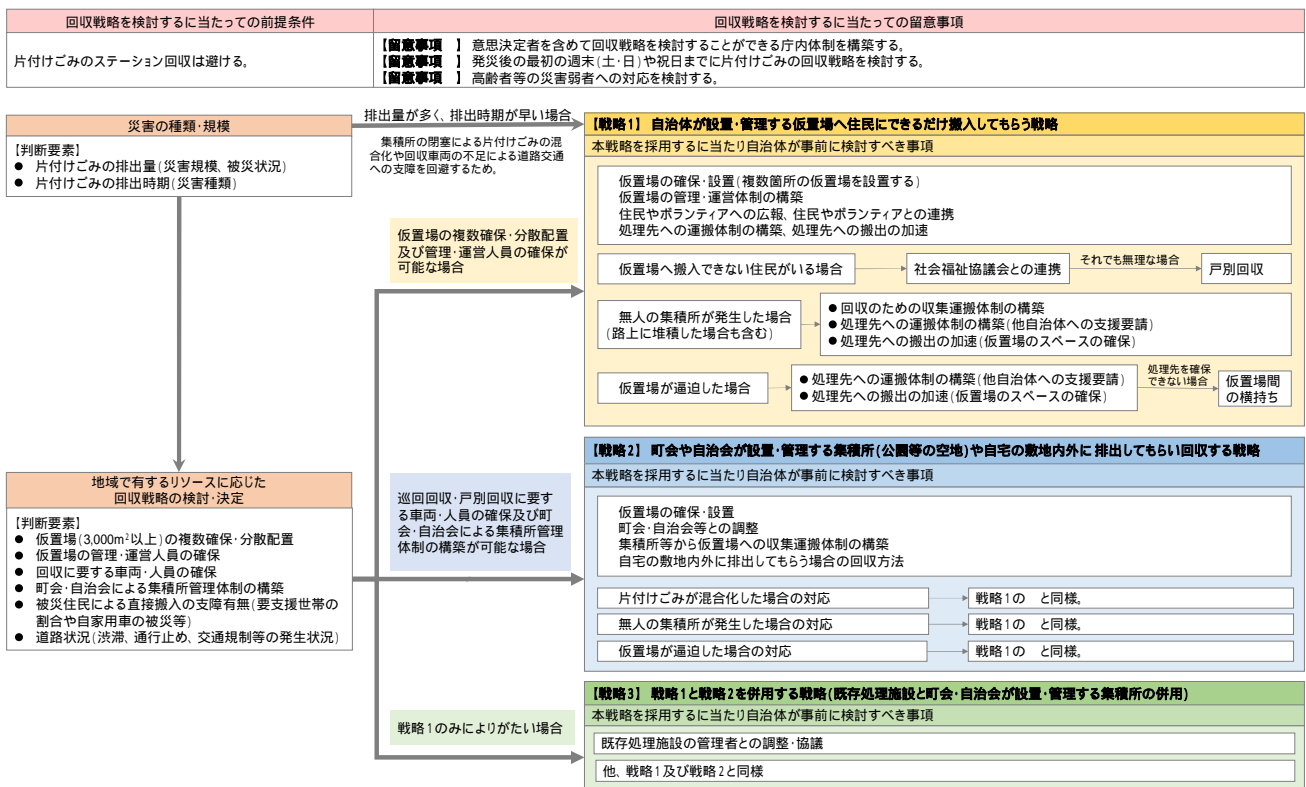 回収戦略を検討するに当たっての前提条件
回収戦略を検討するに当たっての留意事項
片付けごみのステーション回収は避ける。
【留意事項 】 意思決定者を含めて回収戦略を検討することができる庁内体制を構築する。
【留意事項 】 発災後の最初の週末(土・日)や祝日までに片付けごみの回収戦略を検討する。
【留意事項 】 高齢者等の災害弱者への対応を検討する。
災害の種類・規模
【判断要素】
● 片付けごみの排出量(災害規模、被災状況)
● 片付けごみの排出時期(災害種類)
排出量が多く、排出時期が早い場合
集積所の閉塞による片付けごみの混
合化や回収車両の不足による道路交通
への支障を回避するため。
仮置場の複数確保・分散配置
及び管理・運営人員の確保が
可能な場合
【戦略1】 自治体が設置・管理する仮置場へ住民にできるだけ搬入してもらう戦略
本戦略を採用するに当たり自治体が事前に検討すべき事項
仮置場の確保・設置(複数箇所の仮置場を設置する)
仮置場の管理・運営体制の構築
住民やボランティアへの広報、住民やボランティアとの連携
処理先への運搬体制の構築、処理先への搬出の加速
仮置場へ搬入できない住民がいる場合
社会福祉協議会との連携
それでも無理な場合
戸別回収
無人の集積所が発生した場合
(路上に堆積した場合も含む)
● 回収のための収集運搬体制の構築
● 処理先への運搬体制の構築(他自治体への支援要請)
● 処理先への搬出の加速(仮置場のスペースの確保)
仮置場が逼迫した場合
● 処理先への運搬体制の構築(他自治体への支援要請)
● 処理先への搬出の加速(仮置場のスペースの確保)
処理先を確保
できない場合
仮置場間
の横持ち
地域で有するリソースに応じた
回収戦略の検討・決定
【判断要素】
● 仮置場(3,000m²以上)の複数確保・分散配置
● 仮置場の管理・運営人員の確保
● 回収に要する車両・人員の確保
● 町会・自治会による集積所管理体制の構築
● 被災住民による直接搬入の支障有無(要支援世帯の
割合や自家用車の被災等)
● 道路状況(渋滞、通行止め、交通規制等の発生状況)
巡回回収・戸別回収に要す
る車両・人員の確保及び町
会・自治会による集積所管理
体制の構築が可能な場合
【戦略2】 町会や自治会が設置・管理する集積所(公園等の空地)や自宅の敷地内外に 排出してもらい回収する戦略
本戦略を採用するに当たり自治体が事前に検討すべき事項
仮置場の確保・設置
町会・自治会等との調整
集積所等から仮置場への収集運搬体制の構築
自宅の敷地内外に排出してもらう場合の回収方法
片付けごみが混合化した場合の対応
戦略1の と同様。
無人の集積所が発生した場合の対応
戦略1の と同様。
仮置場が逼迫した場合の対応
戦略1の と同様。
戦略1のみによりがたい場合
【戦略3】 戦略1と戦略2を併用する戦略(既存処理施設と町会・自治会が設置・管理する集積所の併用)
本戦略を採用するに当たり自治体が事前に検討すべき事項
既存処理施設の管理者との調整・協議
他、戦略1及び戦略2と同様